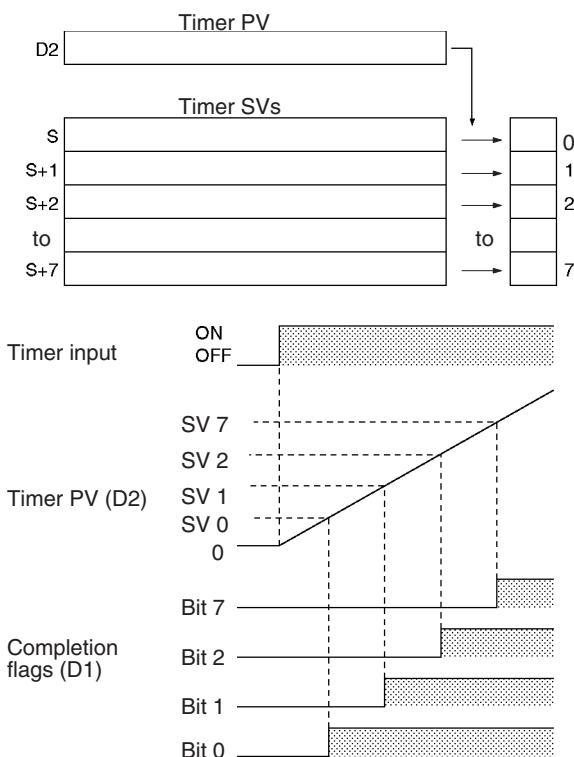 Timer PV
D2
Timer SVs
S
0
S+1
1
S+2
2
to
to
S+7
7
ON
Timer input
OFF
SV 7
SV 2
SV 1
Timer PV (D2)
SV 0
0
Bit 7
Completion
flags (D1)
Bit 2
Bit 1
Bit 0